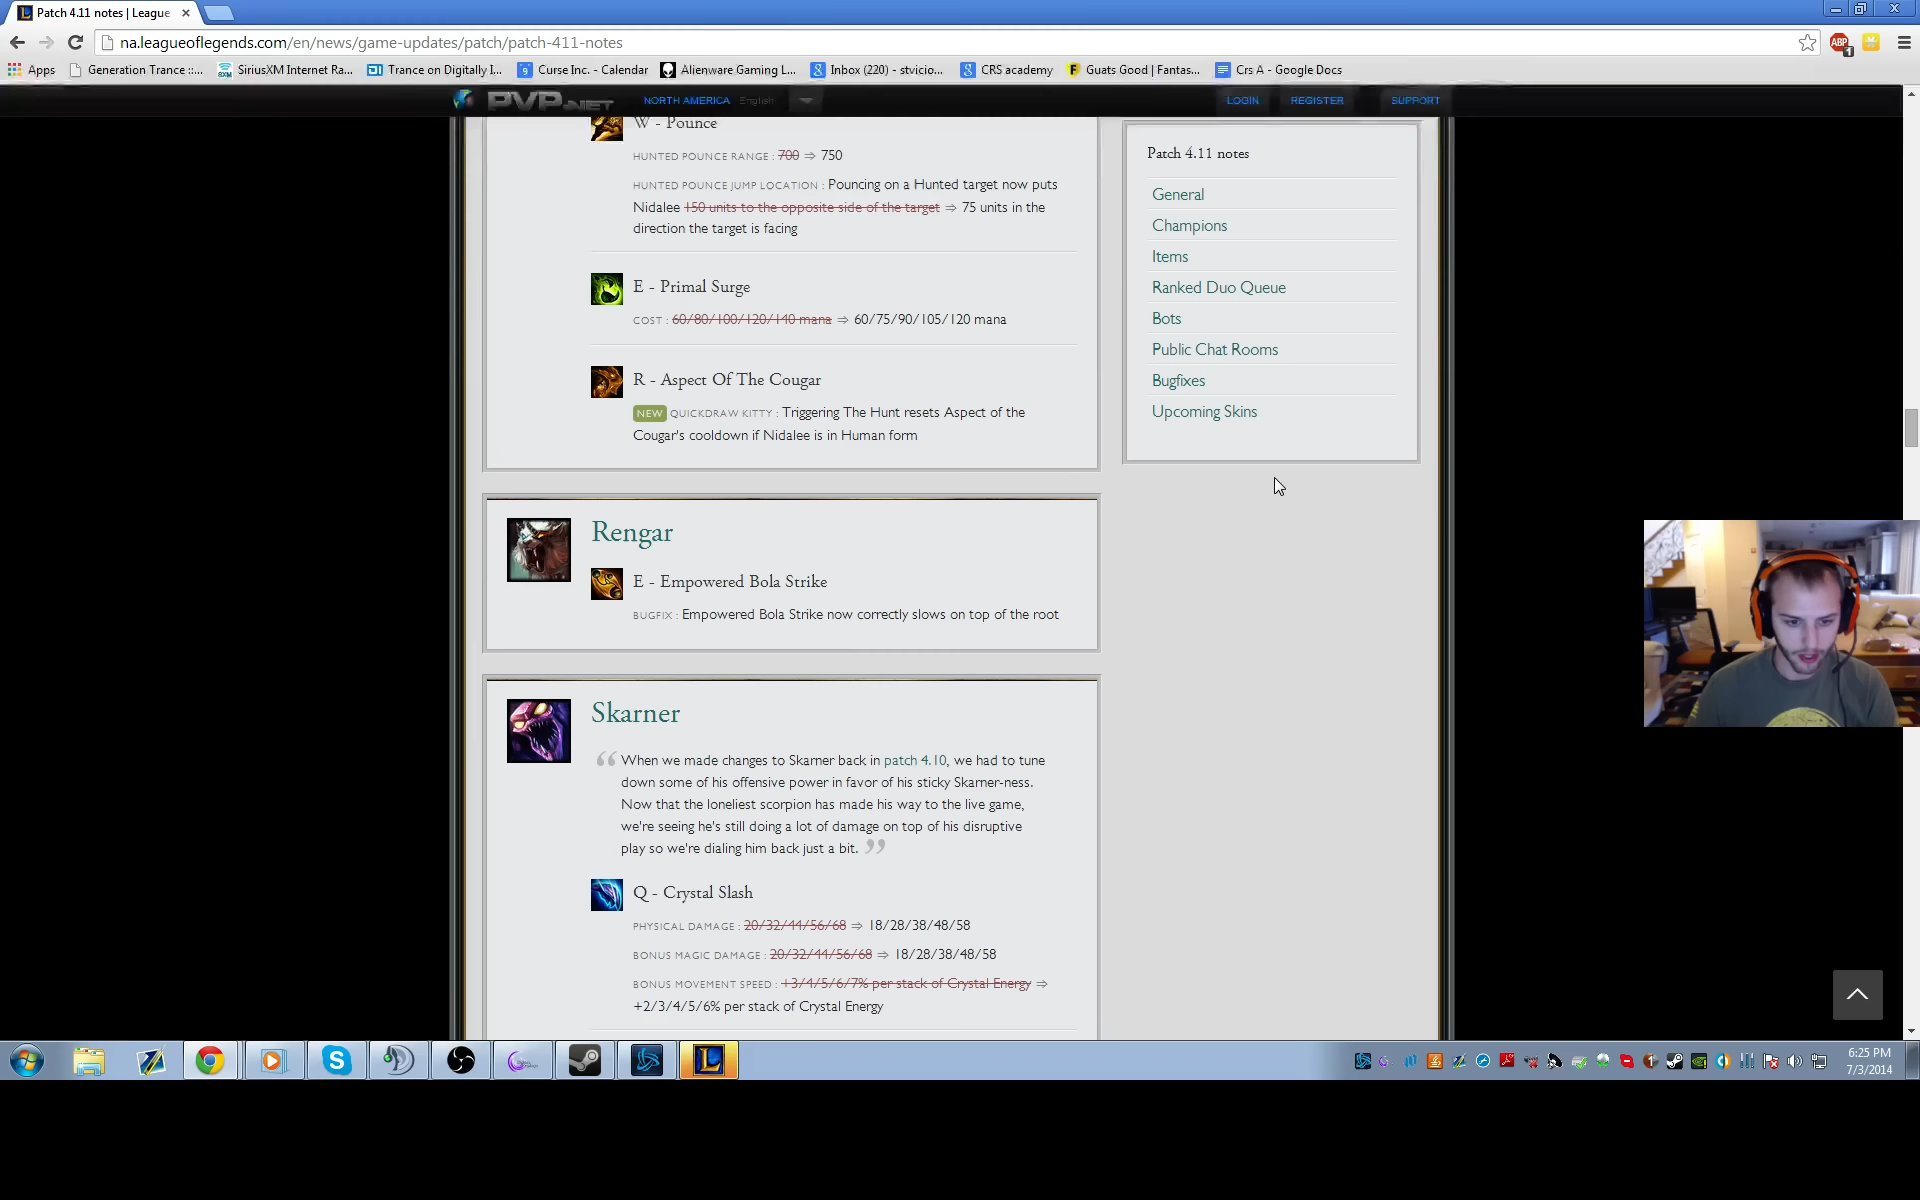 Patch 4.11 notes | League
na.leagueoflegends.com/en/news/game-updates/patch/patch-411-notes
ABP
1
Apps
Generation Trance ::...
SiriusXM Internet Ra...
Trance on Digitally I...
Curse Inc. - Calendar
Alienware Gaming L...
Inbox (220) - stvicio...
CRS academy
Guats Good | Fantas...
Crs A - Google Docs
PVP.NET
NORTH AMERICA English
LOGIN
REGISTER
SUPPORT
W - Pounce
HUNTED POUNCE RANGE : 700 ⇒ 750
HUNTED POUNCE JUMP LOCATION : Pouncing on a Hunted target now puts
Nidalee 150 units to the opposite side of the target ⇒ 75 units in the
direction the target is facing
E - Primal Surge
COST : 60/80/100/120/140 mana ⇒ 60/75/90/105/120 mana
R - Aspect Of The Cougar
NEW QUICKDRAW KITTY : Triggering The Hunt resets Aspect of the
Cougar's cooldown if Nidalee is in Human form
Rengar
E - Empowered Bola Strike
BUGFIX : Empowered Bola Strike now correctly slows on top of the root
Skarner
“ When we made changes to Skarner back in patch 4.10, we had to tune
down some of his offensive power in favor of his sticky Skarner-ness.
Now that the loneliest scorpion has made his way to the live game,
we're seeing he's still doing a lot of damage on top of his disruptive
play so we're dialing him back just a bit. ”
Q - Crystal Slash
PHYSICAL DAMAGE : 20/32/44/56/68 ⇒ 18/28/38/48/58
BONUS MAGIC DAMAGE : 20/32/44/56/68 ⇒ 18/28/38/48/58
BONUS MOVEMENT SPEED : +3/4/5/6/7% per stack of Crystal Energy ⇒
+2/3/4/5/6% per stack of Crystal Energy
Patch 4.11 notes
General
Champions
Items
Ranked Duo Queue
Bots
Public Chat Rooms
Bugfixes
Upcoming Skins
6:25 PM
7/3/2014